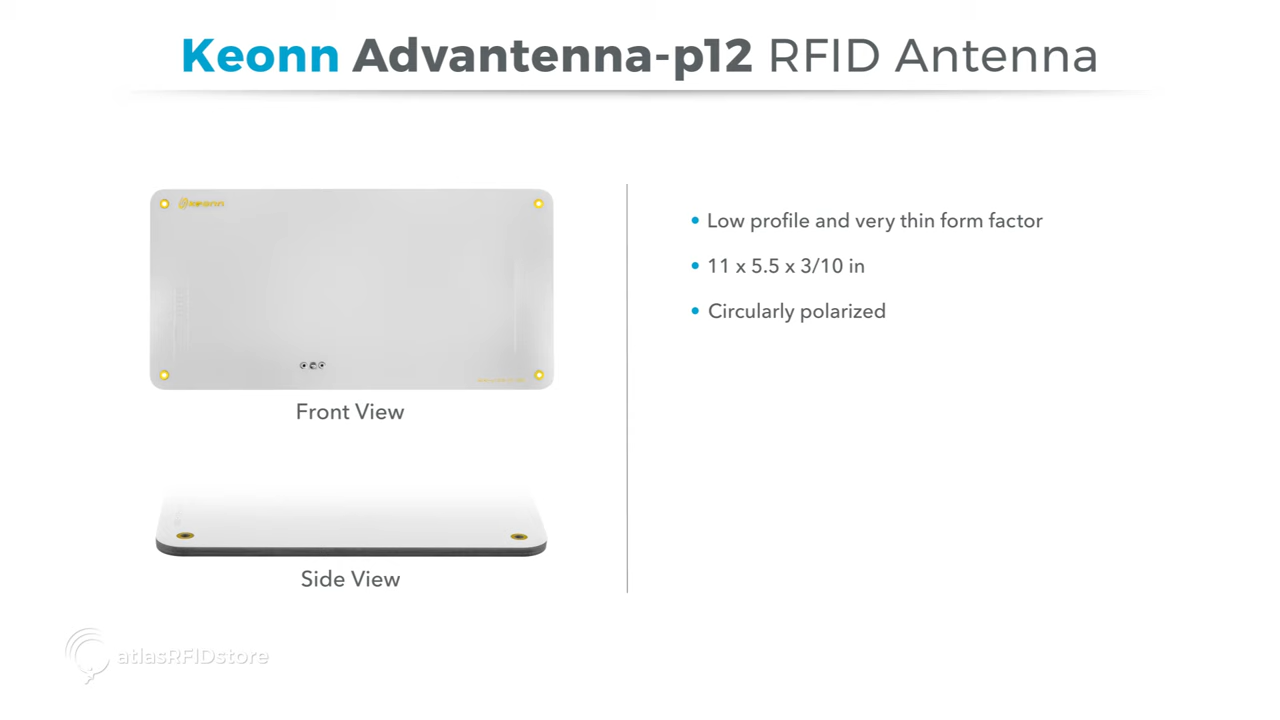 Keonn Advantenna-p12 RFID Antenna
keonn
Front View
Side View
• Low profile and very thin form factor
• 11 x 5.5 x 3/10 in
• Circularly polarized
atlasRFIDstore